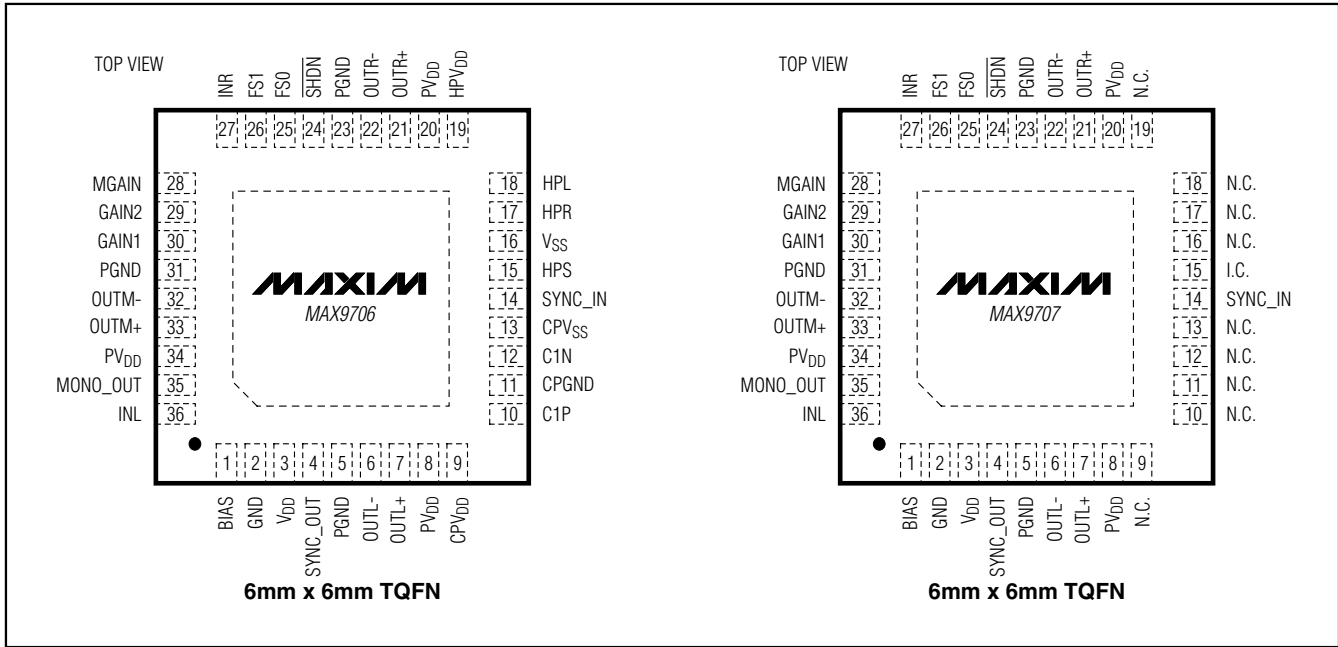 TOP VIEW
INR
FS1
FS0
SHDN
PGND
OUTR-
OUTR+
PVDD
HPVDD
27 26 25 24 23 22 21 20 19
MGAIN 28
GAIN2 29
GAIN1 30
PGND 31
OUTM- 32
OUTM+ 33
PVDD 34
MONO_OUT 35
INL 36
MAXIM
MAX9706
18 HPL
17 HPR
16 VSS
15 HPS
14 SYNC_IN
13 CPVSS
12 C1N
11 CPGND
10 C1P
1 2 3 4 5 6 7 8 9
BIAS
GND
VDD
SYNC_OUT
PGND
OUTL-
OUTL+
PVDD
CPVDD
6mm x 6mm TQFN
TOP VIEW
INR
FS1
FS0
SHDN
PGND
OUTR-
OUTR+
PVDD
N.C.
27 26 25 24 23 22 21 20 19
MGAIN 28
GAIN2 29
GAIN1 30
PGND 31
OUTM- 32
OUTM+ 33
PVDD 34
MONO_OUT 35
INL 36
MAXIM
MAX9707
18 N.C.
17 N.C.
16 N.C.
15 I.C.
14 SYNC_IN
13 N.C.
12 N.C.
11 N.C.
10 N.C.
1 2 3 4 5 6 7 8 9
BIAS
GND
VDD
SYNC_OUT
PGND
OUTL-
OUTL+
PVDD
N.C.
6mm x 6mm TQFN